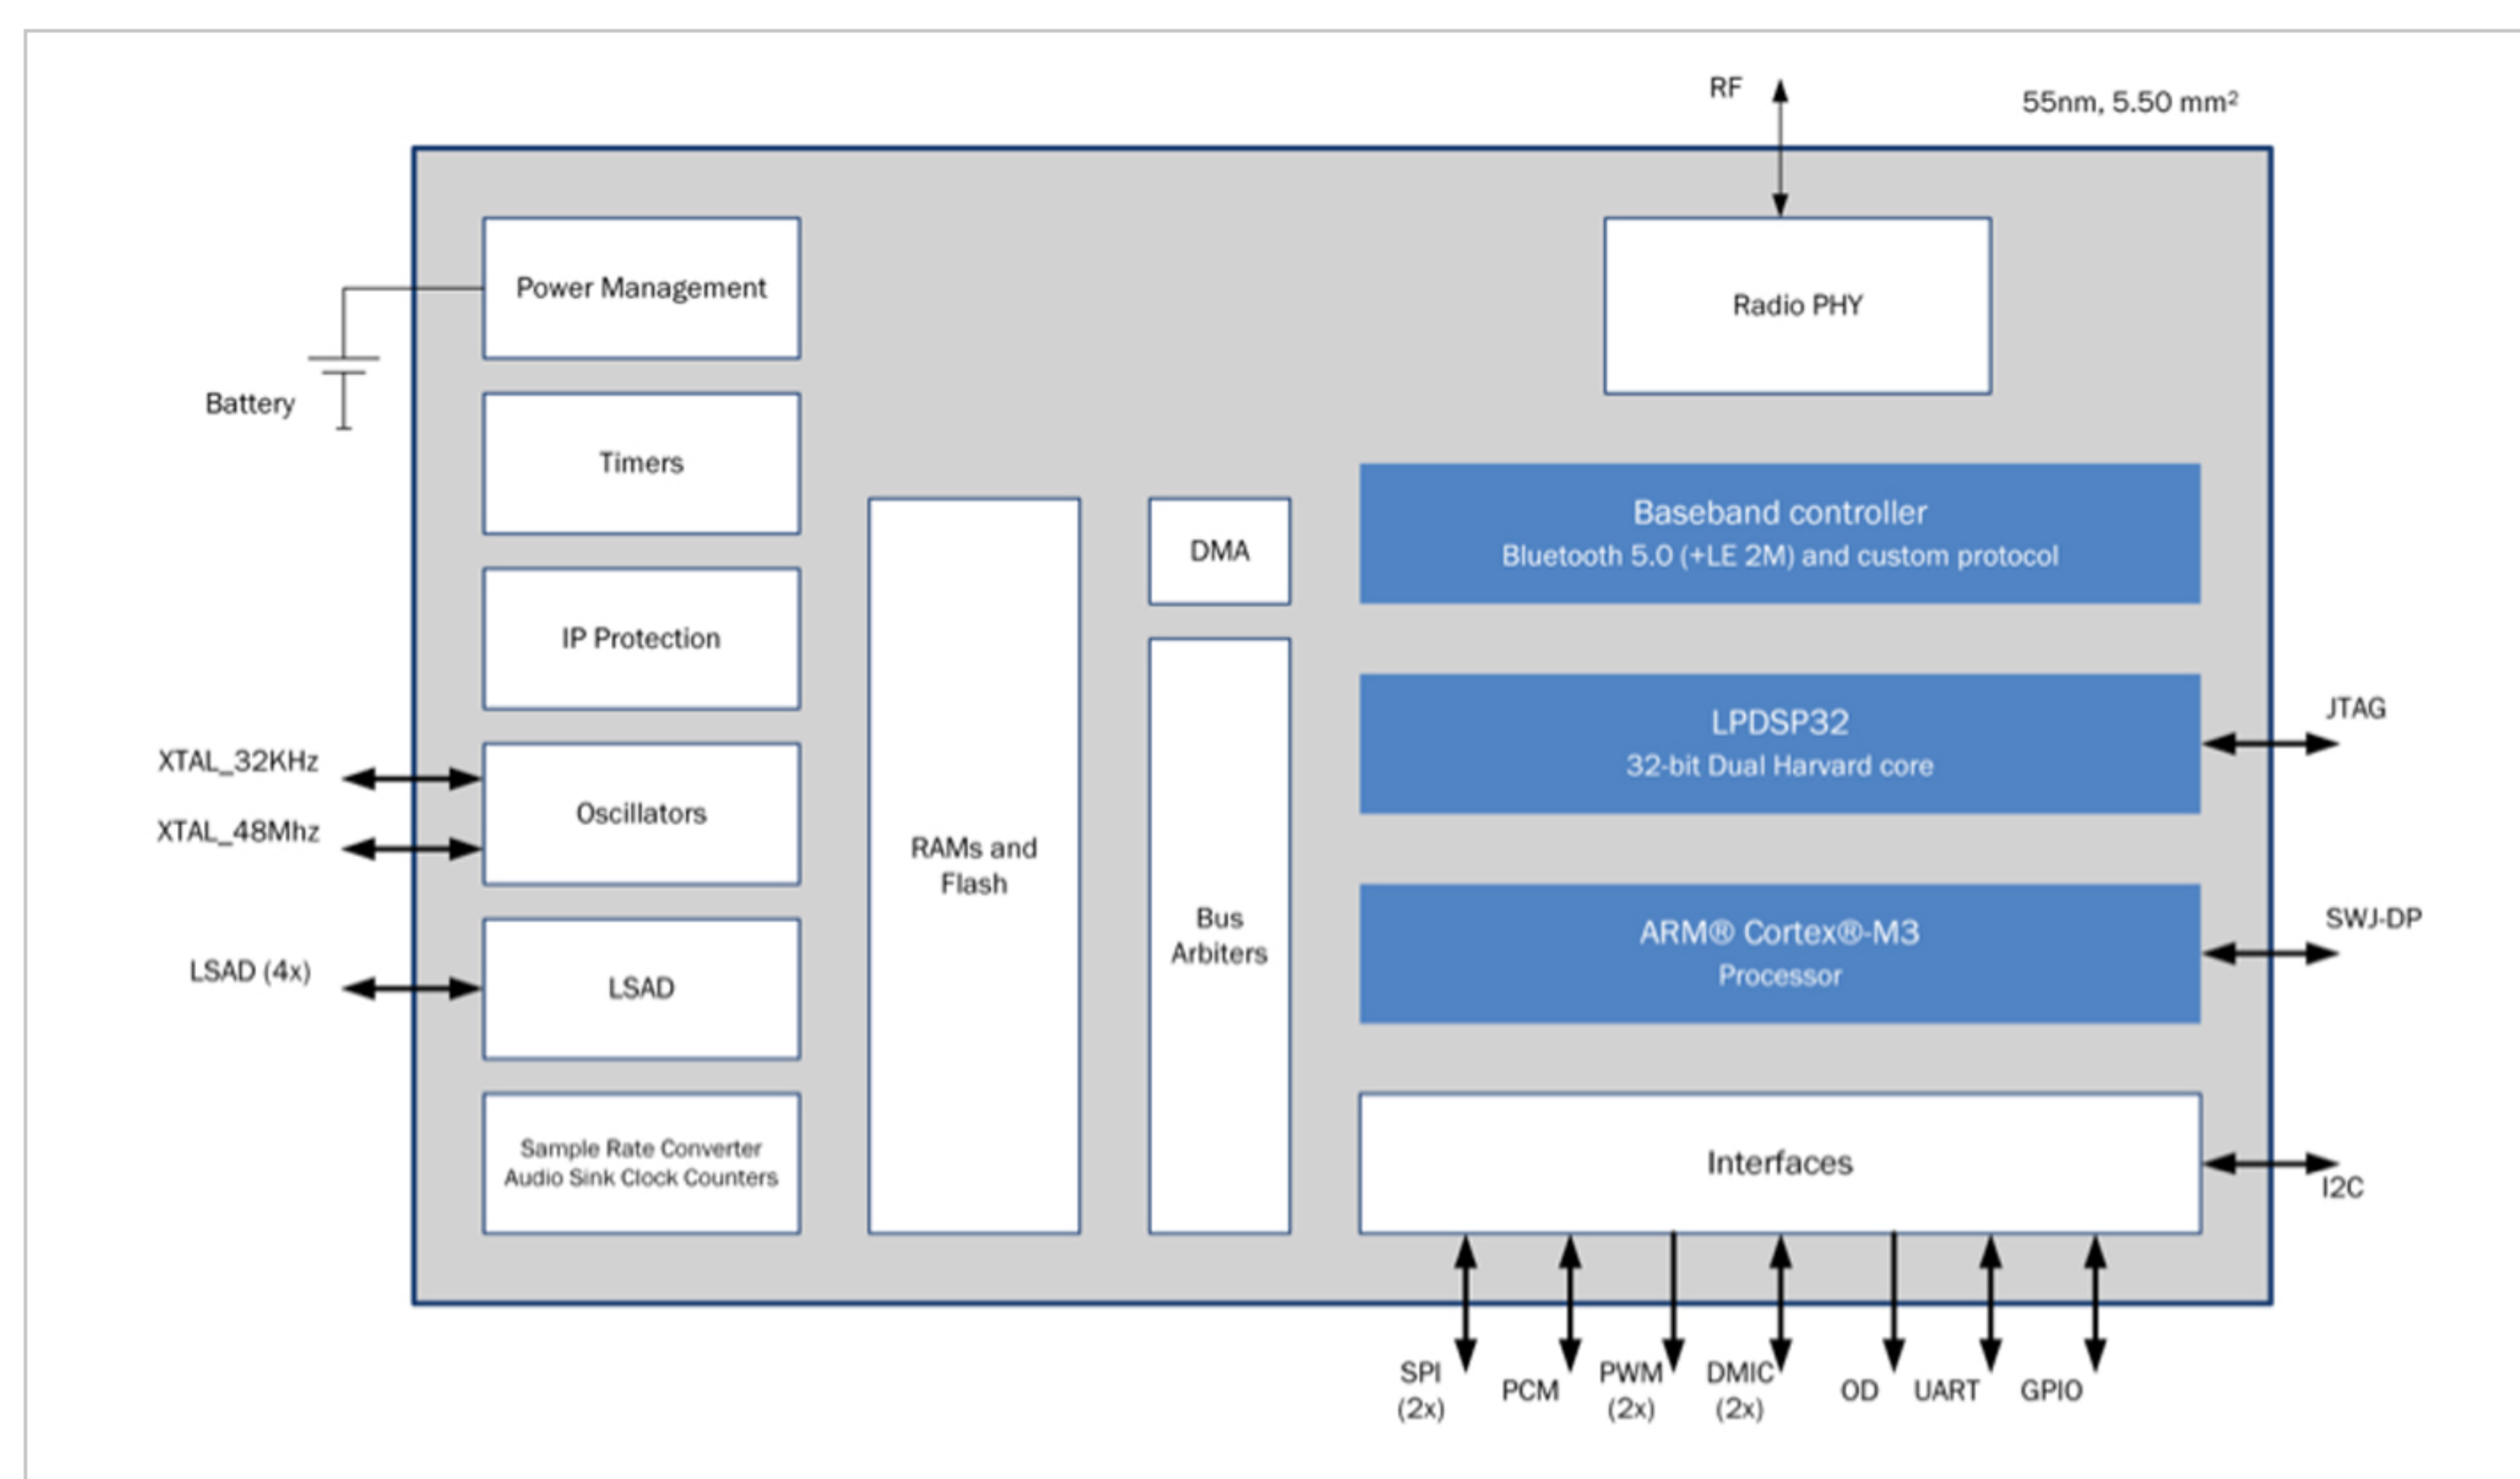 RF
55nm, 5.50 mm²
Power Management
Radio PHY
Battery
Timers
Baseband controller
Bluetooth 5.0 (+LE 2M) and custom protocol
DMA
IP Protection
LPDSP32
32-bit Dual Harvard core
JTAG
XTAL_32KHz
XTAL_48Mhz
Oscillators
RAMs and
Flash
Bus
Arbiters
ARM® Cortex®-M3
Processor
SWJ-DP
LSAD (4x)
LSAD
Sample Rate Converter
Audio Sink Clock Counters
Interfaces
I2C
SPI
(2x)
PCM
PWM
(2x)
DMIC
(2x)
OD
UART
GPIO